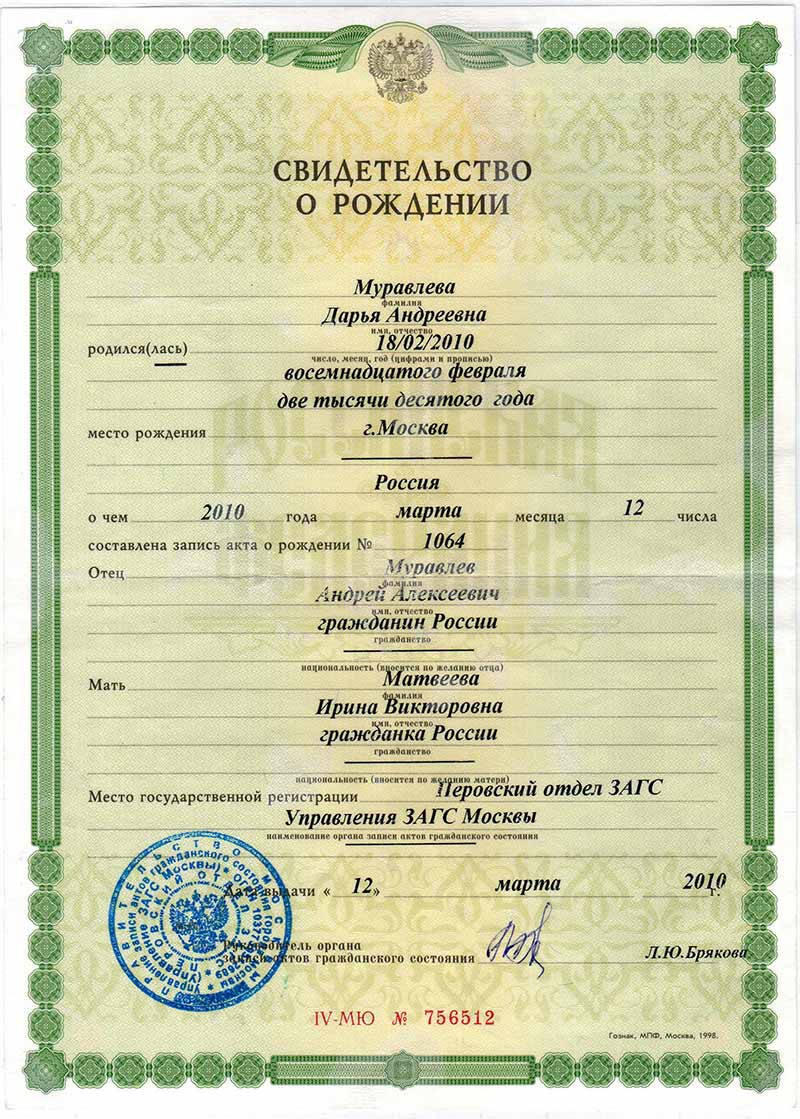 СВИДЕТЕЛЬСТВО
О РОЖДЕНИИ
Муравлева
фамилия
Дарья Андреевна
имя, отчество
родился(лась) 18/02/2010
число, месяц, год (цифрами и прописью)
восемнадцатого февраля
две тысячи десятого года
место рождения г.Москва
Россия
о чем 2010 года марта месяца 12 числа
составлена запись акта о рождении № 1064
Отец Муравлев
фамилия
Андрей Алексеевич
имя, отчество
гражданин России
гражданство
национальность (вносится по желанию отца)
Мать Матвеева
фамилия
Ирина Викторовна
имя, отчество
гражданка России
гражданство
национальность (вносится по желанию матери)
Место государственной регистрации Перовский отдел ЗАГС
Управления ЗАГС Москвы
наименование органа записи актов гражданского состояния
Дата выдачи « 12» марта 2010 г.
Руководитель органа
записи актов гражданского состояния Л.Ю.Брякова
IV-МЮ № 756512
Гознак, МПФ, Москва, 1998.